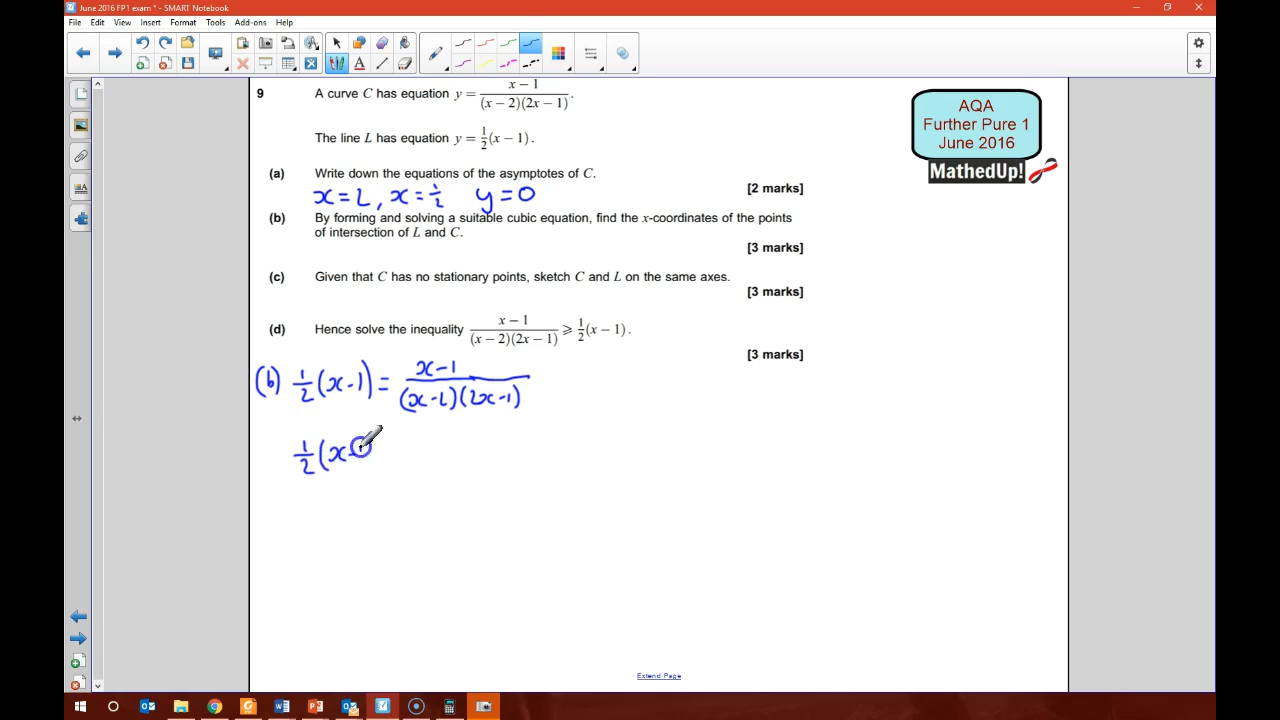 June 2016 FP1 exam * - SMART Notebook
File Edit View Insert Format Tools Add-ons Help
9 A curve C has equation y = x − 1 / (x − 2)(2x − 1) .
The line L has equation y = 1/2 (x − 1) .
(a) Write down the equations of the asymptotes of C.
[2 marks]
x = 2 , x = 1/2 y = 0
(b) By forming and solving a suitable cubic equation, find the x-coordinates of the points
of intersection of L and C.
[3 marks]
(c) Given that C has no stationary points, sketch C and L on the same axes.
[3 marks]
(d) Hence solve the inequality x − 1 / (x − 2)(2x − 1) ⩾ 1/2 (x − 1) .
[3 marks]
(b) 1/2 (x-1) = x-1 / (x-2)(2x-1)
1/2 (x-
AQA
Further Pure 1
June 2016
MathedUp!
Extend Page